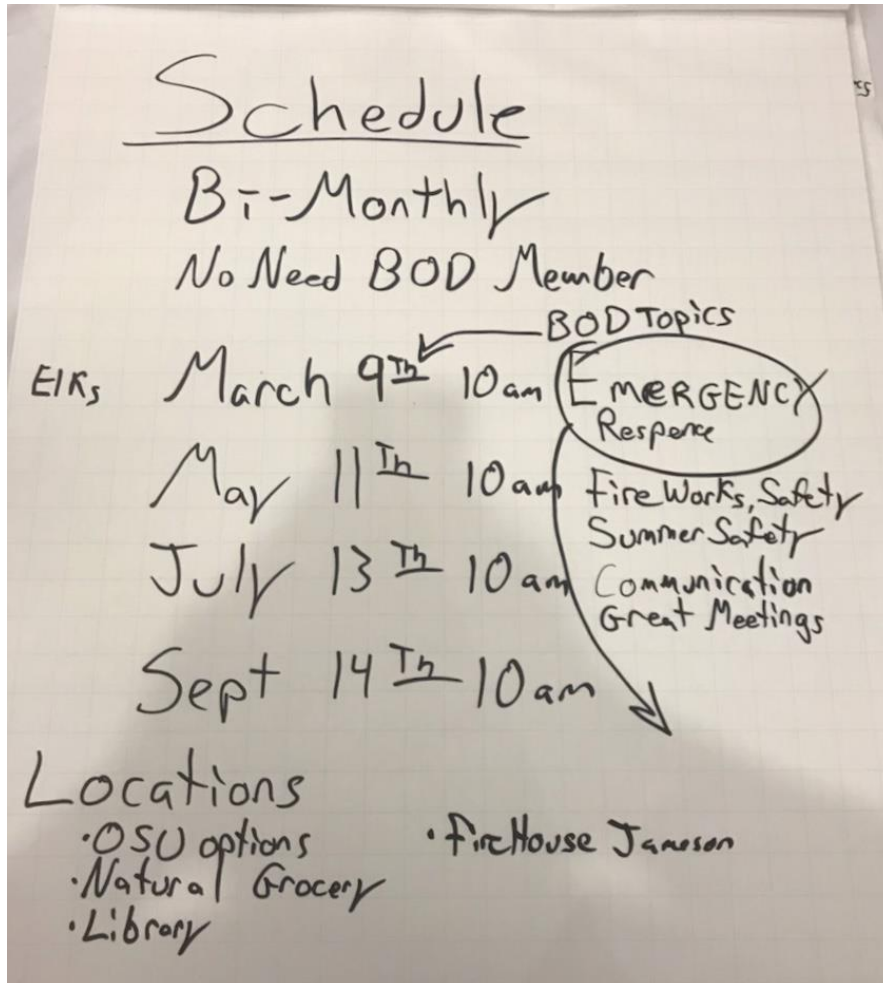 Schedule
Bi-Monthly
No Need BOD Member
BOD Topics
Elks March 9Th 10am EMERGENCY
Responce
May 11Th 10am FireWorks, Safety
Summer Safety
July 13Th 10am Communication
Great Meetings
Sept 14Th 10am
Locations
·OSU options ·FireHouse Jameson
·Natural Grocery
·Library